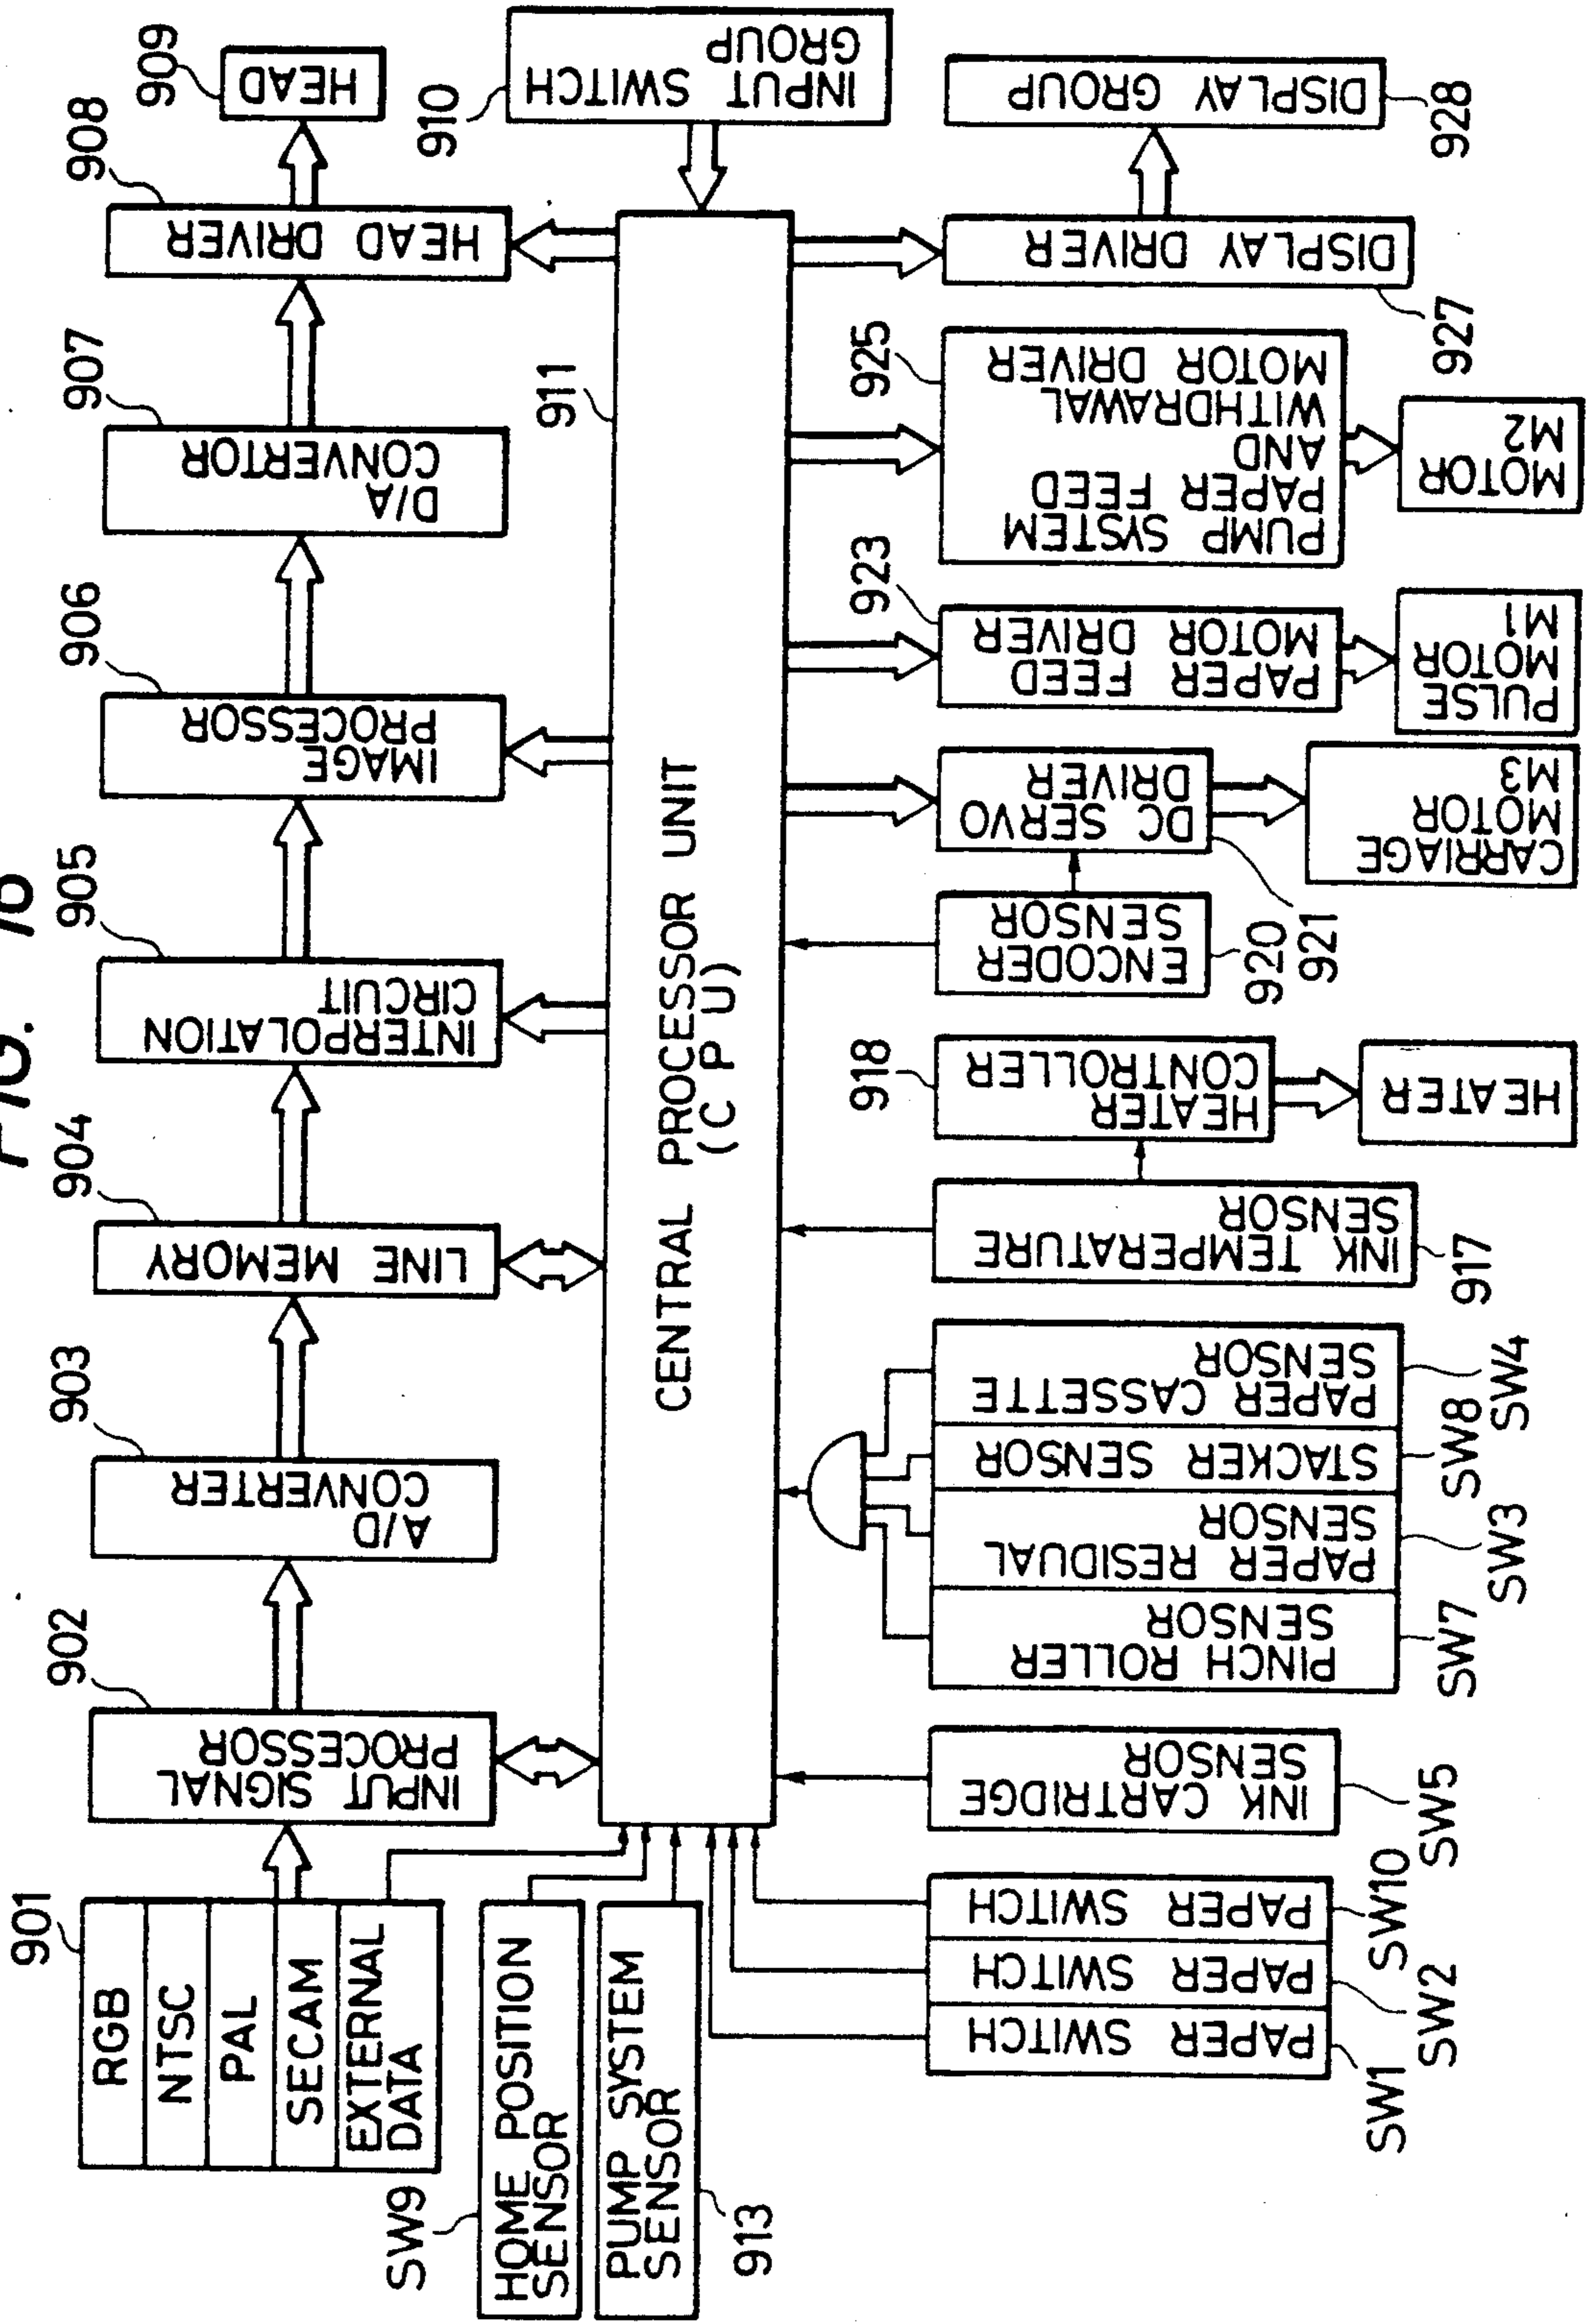 FIG.
901
RGB
NTSC
PAL
SECAM
EXTERNAL
DATA
902
INPUT SIGNAL
PROCESSOR
903
A/D
CONVERTER
904
LINE MEMORY
905
INTERPOLATION
CIRCUIT
906
IMAGE
PROCESSOR
907
D/A
CONVERTOR
908
HEAD DRIVER
909
HEAD
910
INPUT
SWITCH
GROUP
911
CENTRAL PROCESSOR UNIT
(C P U)
SW9
HOME POSITION
SENSOR
PUMP SYSTEM
SENSOR
913
PAPER SWITCH
SW1
PAPER SWITCH
SW2
PAPER SWITCH
SW10
INK CARTRIDGE
SENSOR
SW5
PINCH ROLLER
SENSOR
SW7
PAPER RESIDUAL
SENSOR
SW3
STACKER SENSOR
SW8
PAPER CASSETTE
SENSOR
SW4
INK TEMPERATURE
SENSOR
917
918
HEATER
CONTROLLER
HEATER
ENCODER
SENSOR
920
DC SERVO
DRIVER
921
CARRIAGE
MOTOR
M3
923
PAPER FEED
MOTOR DRIVER
PULSE
MOTOR
M1
925
PUMP SYSTEM
PAPER FEED
AND
WITHDRAWAL
MOTOR DRIVER
MOTOR
M2
DISPLAY DRIVER
927
DISPLAY GROUP
928